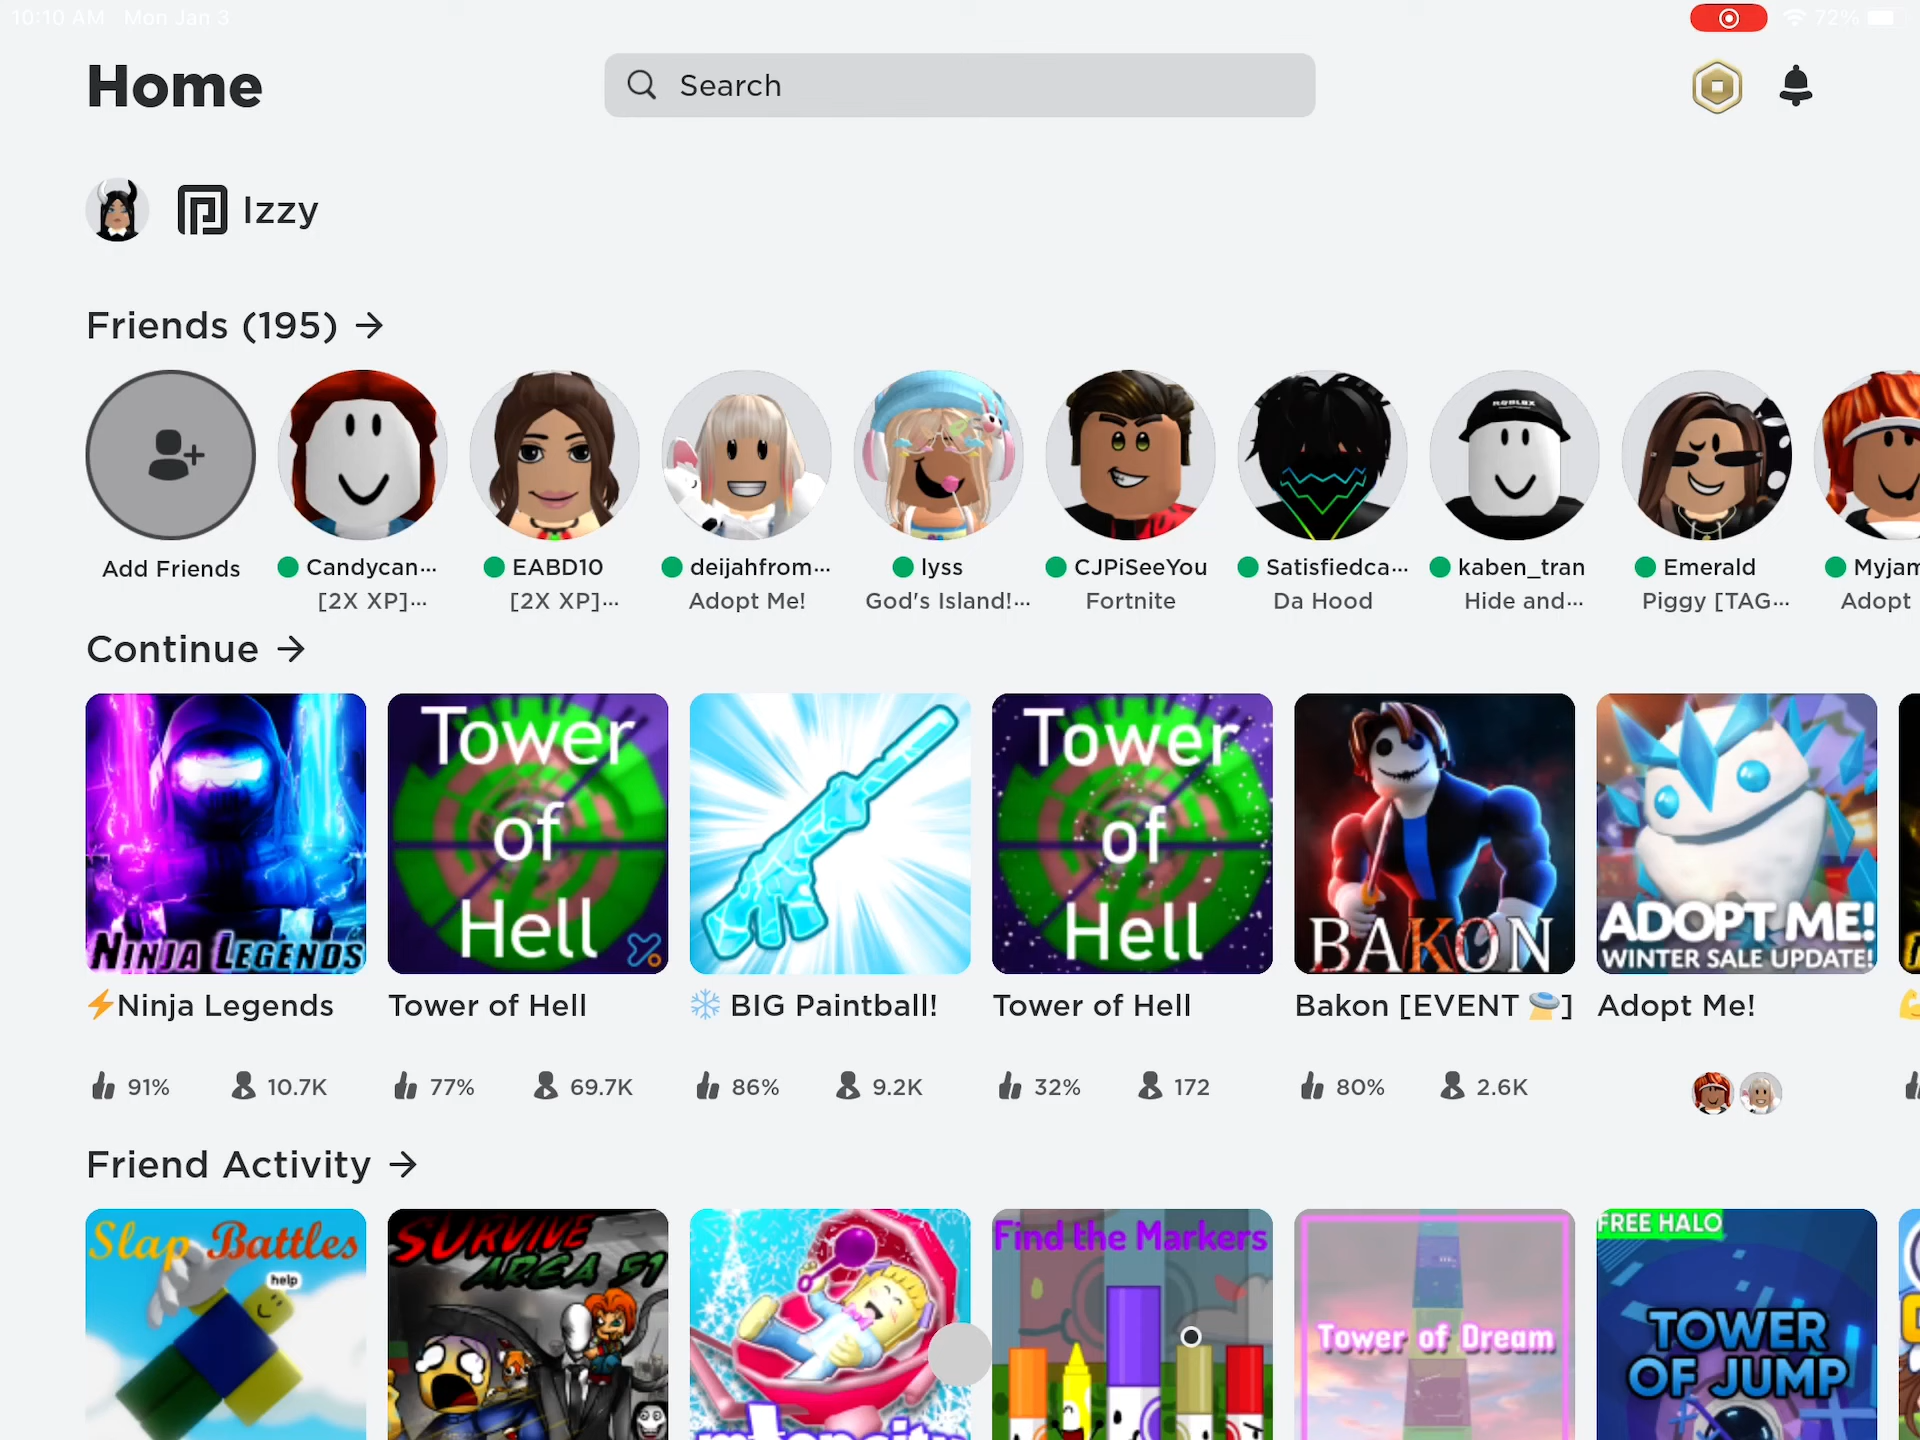 10:10 AM Mon Jan 3
72%
Home
Search
Izzy
Friends (195) →
ROBLOX
Add Friends
Candycan...
EABD10
deijahfrom...
lyss
CJPiSeeYou
Satisfiedca...
kaben_tran
Emerald
Myjam
[2X XP]...
[2X XP]...
Adopt Me!
God's Island!...
Fortnite
Da Hood
Hide and...
Piggy [TAG...
Adopt
Continue →
NINJA LEGENDS
Tower
of
Hell
Tower
of
Hell
BAKON
ADOPT ME!
WINTER SALE UPDATE!
⚡Ninja Legends
Tower of Hell
❄ BIG Paintball!
Tower of Hell
Bakon [EVENT 🛸]
Adopt Me!
91% 10.7K
77% 69.7K
86% 9.2K
32% 172
80% 2.6K
Friend Activity →
Slap Battles
help
SURVIVE
AREA 51
Find the Markers
Tower of Dream
FREE HALO
TOWER
OF JUMP